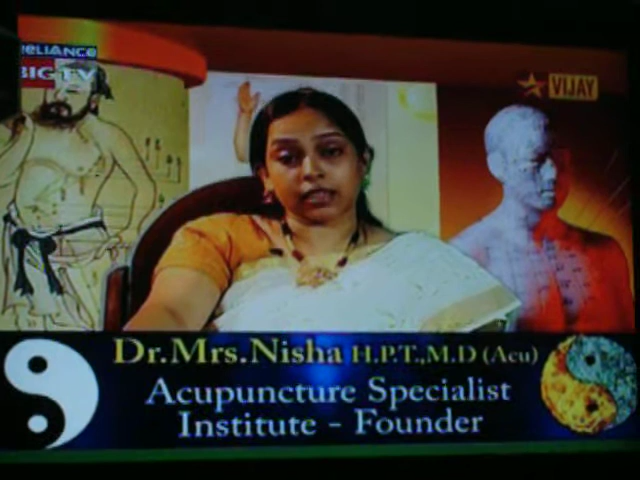 RELIANCE
BIG TV
VIJAY
Dr.Mrs.Nisha H.P.T.,M.D (Acu)
Acupuncture Specialist
Institute - Founder